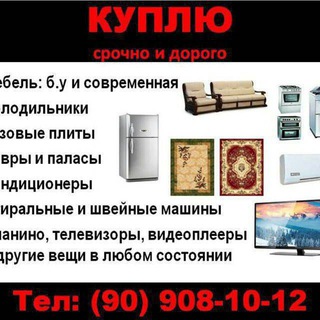 КУПЛЮ
срочно и дорого
ебель: б.у и современная
олодильники
зовые плиты
вры и паласы
ндиционеры
иральные и швейные машины
анино, телевизоры, видеоплееры
другие вещи в любом состоянии
Тел: (90) 908-10-12